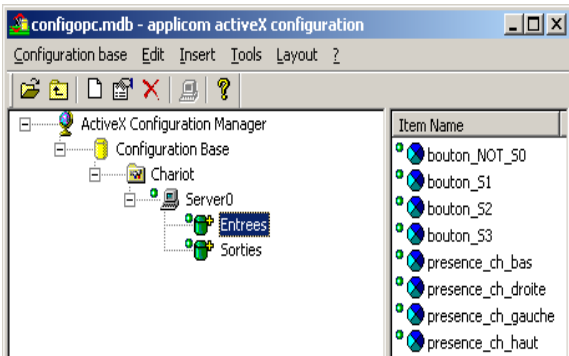 configopc.mdb - applicom activeX configuration
Configuration base Edit Insert Tools Layout ?
ActiveX Configuration Manager
Configuration Base
Chariot
Server0
Entrees
Sorties
Item Name
bouton_NOT_S0
bouton_S1
bouton_S2
bouton_S3
presence_ch_bas
presence_ch_droite
presence_ch_gauche
presence_ch_haut